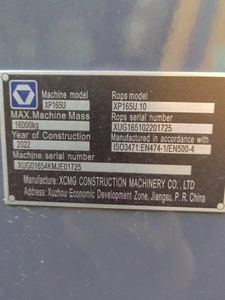 Machine model
XP165U
Rops model
XP165U.10
MAX.Machine Mass
16000kg
Rops serial number
XUG165102201725
Year of Construction
2022
Manufactured in accordance with
ISO3471:EN474-1/EN500-4
Machine serial number
XUG01654KMJE01725
Manufacture: XCMG CONSTRUCTION MACHINERY CO., LTD
Address: Xuzhou Economic Development Zone, Jiangsu, P. R. China